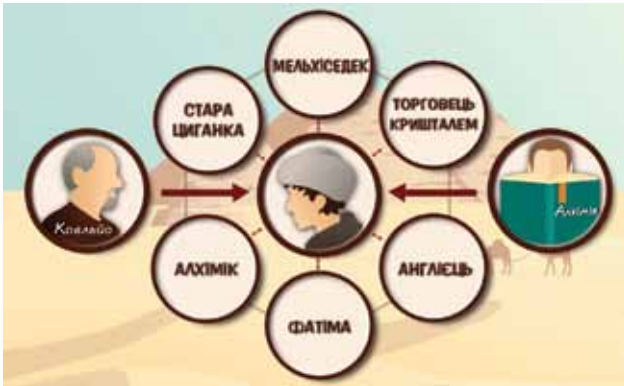 МЕЛЬХІСЕДЕК
СТАРА
ЦИГАНКА
ТОРГОВЕЦЬ
КРИШТАЛЕМ
Коельйо
Алхімік
АЛХІМІК
АНГЛІЄЦЬ
ФАТІМА